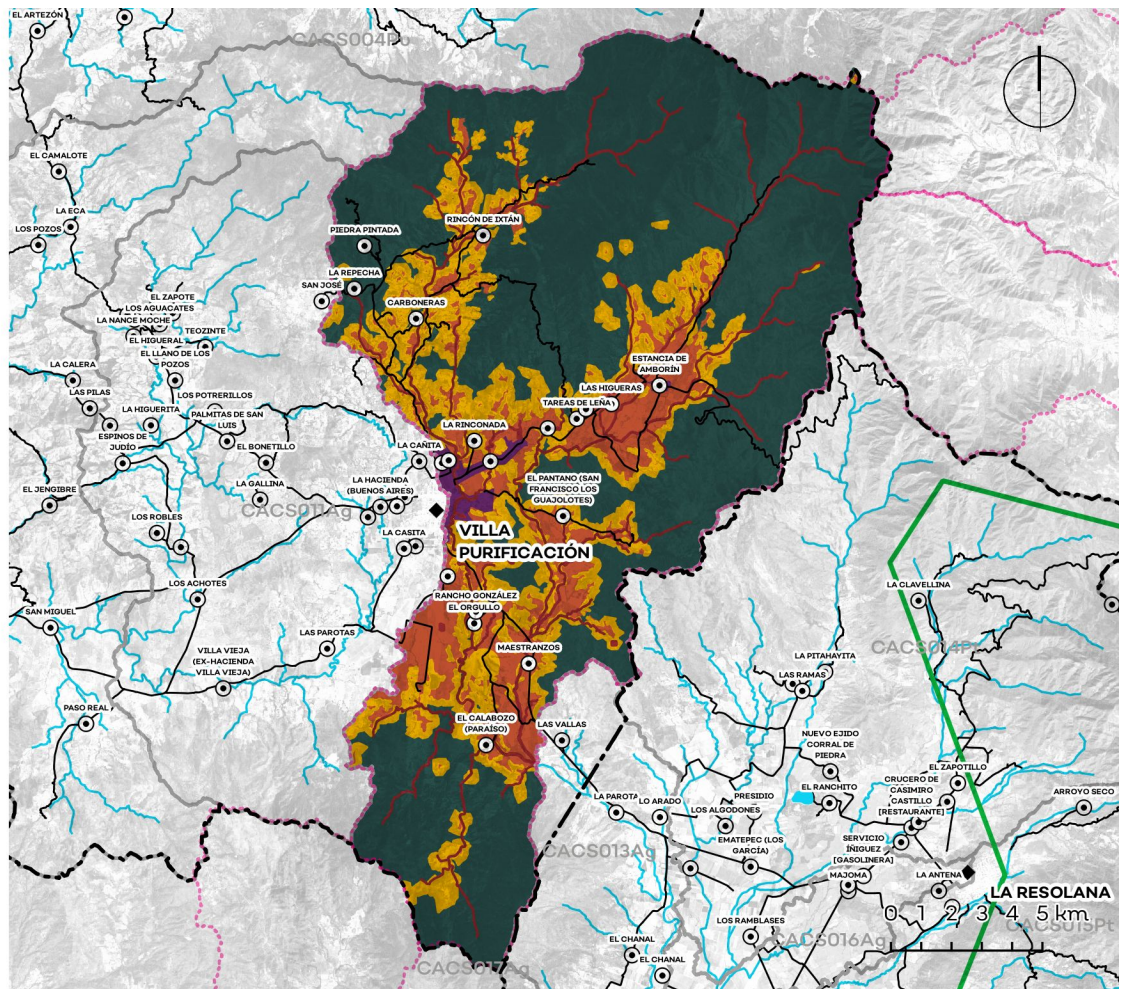 EL ARTEZÓN
CACS004Po
EL CAMALOTE
LA ECA
LOS POZOS
RINCÓN DE IXTÁN
PIEDRA PINTADA
LA REPECHA
SAN JOSÉ
CARBONERAS
EL ZAPOTE
LOS AGUACATES
LA NANCE MOCHE
TEOZINTE
EL HIGUERAL
EL LLANO DE LOS
POZOS
LA CALERA
LAS PILAS
LOS POTRERILLOS
LA HIGUERITA
PALMITAS DE SAN
LUIS
ESPINOS DE
JUDÍO
EL BONETILLO
ESTANCIA DE
AMBORÍN
LAS HIGUERAS
TAREAS DE LEÑA
LA RINCONADA
LA CAÑITA
EL JENGIBRE
LA GALLINA
LA HACIENDA
(BUENOS AIRES)
EL PANTANO (SAN
FRANCISCO LOS
GUAJOLOTES)
CACS011Ag
LOS ROBLES
LA CASITA
VILLA
PURIFICACIÓN
LOS ACHOTES
RANCHO GONZÁLEZ
EL ORGULLO
LA CLAVELLINA
SAN MIGUEL
LAS PAROTAS
MAESTRANZOS
VILLA VIEJA
(EX-HACIENDA
VILLA VIEJA)
LA PITAHAYITA
LAS RAMAS
PASO REAL
EL CALABOZO
(PARAÍSO)
LAS VALLAS
NUEVO EJIDO
CORRAL DE
PIEDRA
EL ZAPOTILLO
EL RANCHITO
CRUCERO DE
CASIMIRO
CASTILLO
[RESTAURANTE]
ARROYO SECO
LA PAROTA
LO ARADO
PRESIDIO
LOS ALGODONES
EMATEPEC (LOS
GARCÍA)
SERVICIO
ÍÑIGUEZ
[GASOLINERA]
CACS013Ag
MAJOMA
LA ANTENA
LA RESOLANA
0 1 2 3 4 5 km
CACS015Pt
LOS RAMBLASES
CACS016Ag
EL CHANAL
EL CHANAL
CACS017Ag